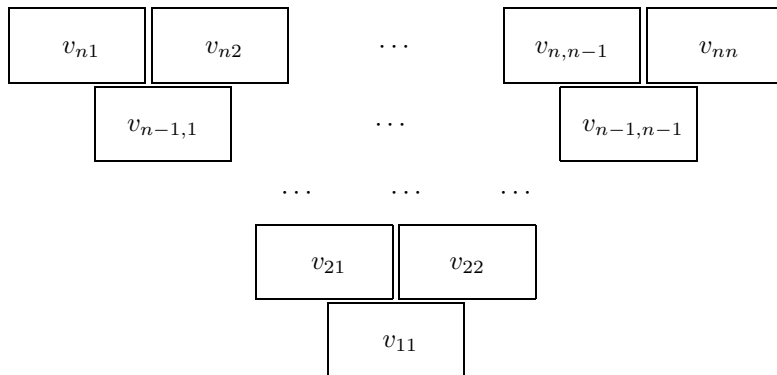 v_{n1} v_{n2} ... v_{n,n−1} v_{nn}
v_{n−1,1} ... v_{n−1,n−1}
... ... ...
v_{21} v_{22}
v_{11}